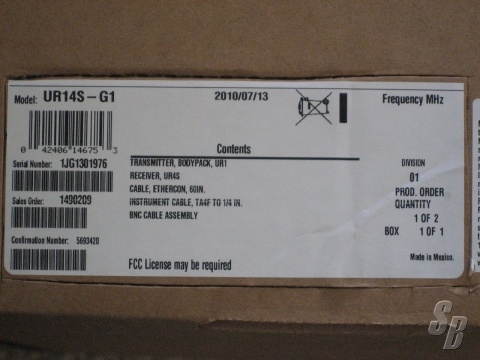 Model: UR14S-G1
2010/07/13
Frequency MHz
0 42406 14675 3
Serial Number: 1JG1301976
Sales Order: 1490209
Confirmation Number: 5693420
Contents
TRANSMITTER, BODYPACK, UR1
RECEIVER, UR4S
CABLE, ETHERCON, 60IN.
INSTRUMENT CABLE, TA4F TO 1/4 IN.
BNC CABLE ASSEMBLY
FCC License may be required
DIVISION
01
PROD. ORDER
QUANTITY
1 OF 2
BOX 1 OF 1
Made in Mexico.
SB